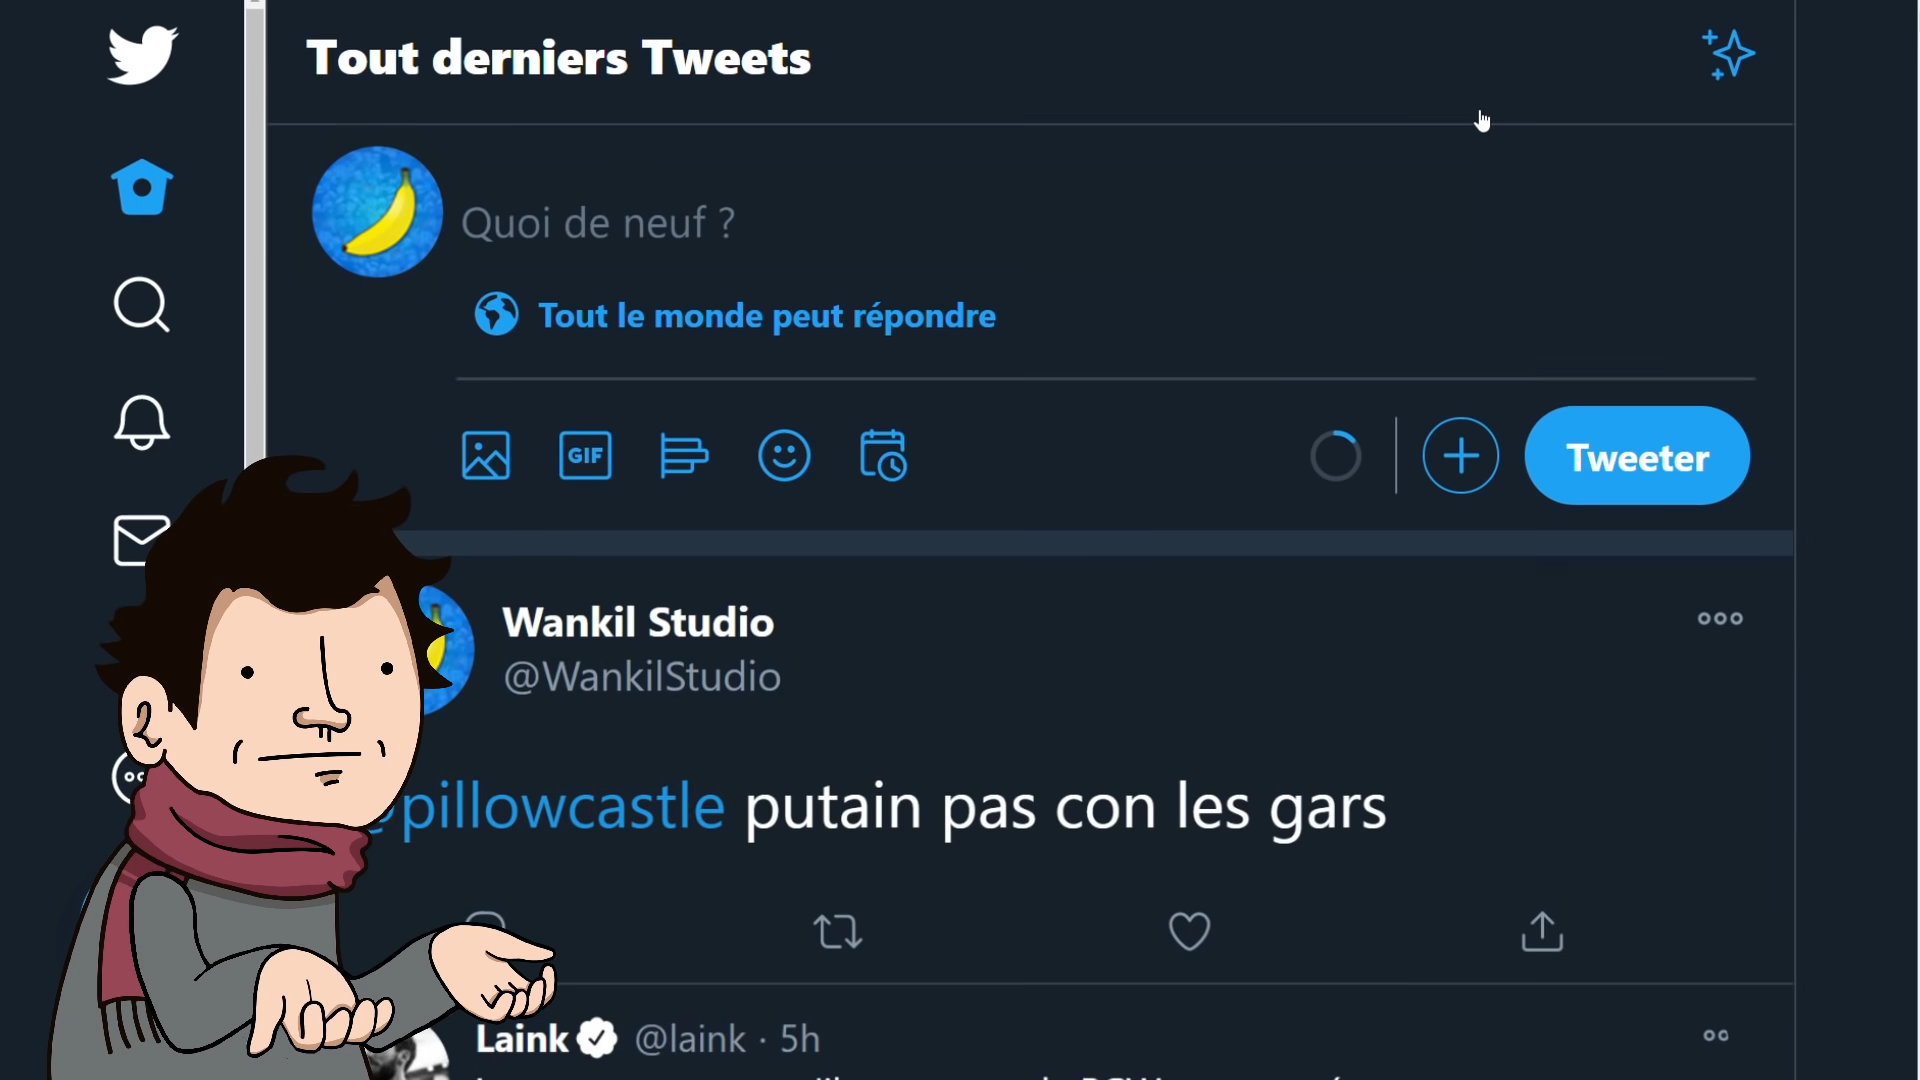 Tout derniers Tweets
Quoi de neuf ?
Tout le monde peut répondre
GIF
Tweeter
Wankil Studio
@WankilStudio
@pillowcastle putain pas con les gars
Laink @laink · 5h